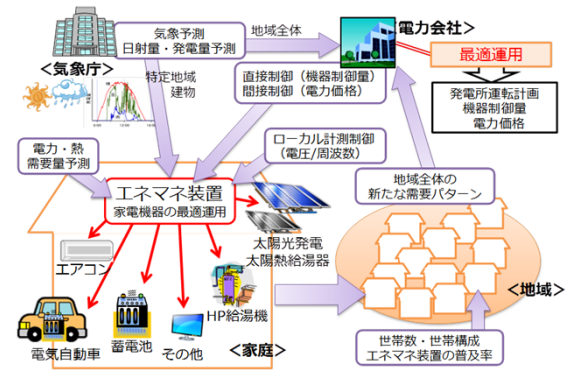 気象予測
日射量・発電量予測
地域全体
<電力会社>
最適運用
<気象庁>
特定地域
建物
直接制御（機器制御量）
間接制御（電力価格）
発電所運転計画
機器制御量
電力価格
電力・熱
需要量予測
ローカル計測制御
（電圧/周波数）
エネマネ装置
家電機器の最適運用
地域全体の
新たな需要パターン
太陽光発電
太陽熱給湯器
エアコン
HP給湯機
<地域>
電気自動車
蓄電池
その他
<家庭>
世帯数・世帯構成
エネマネ装置の普及率